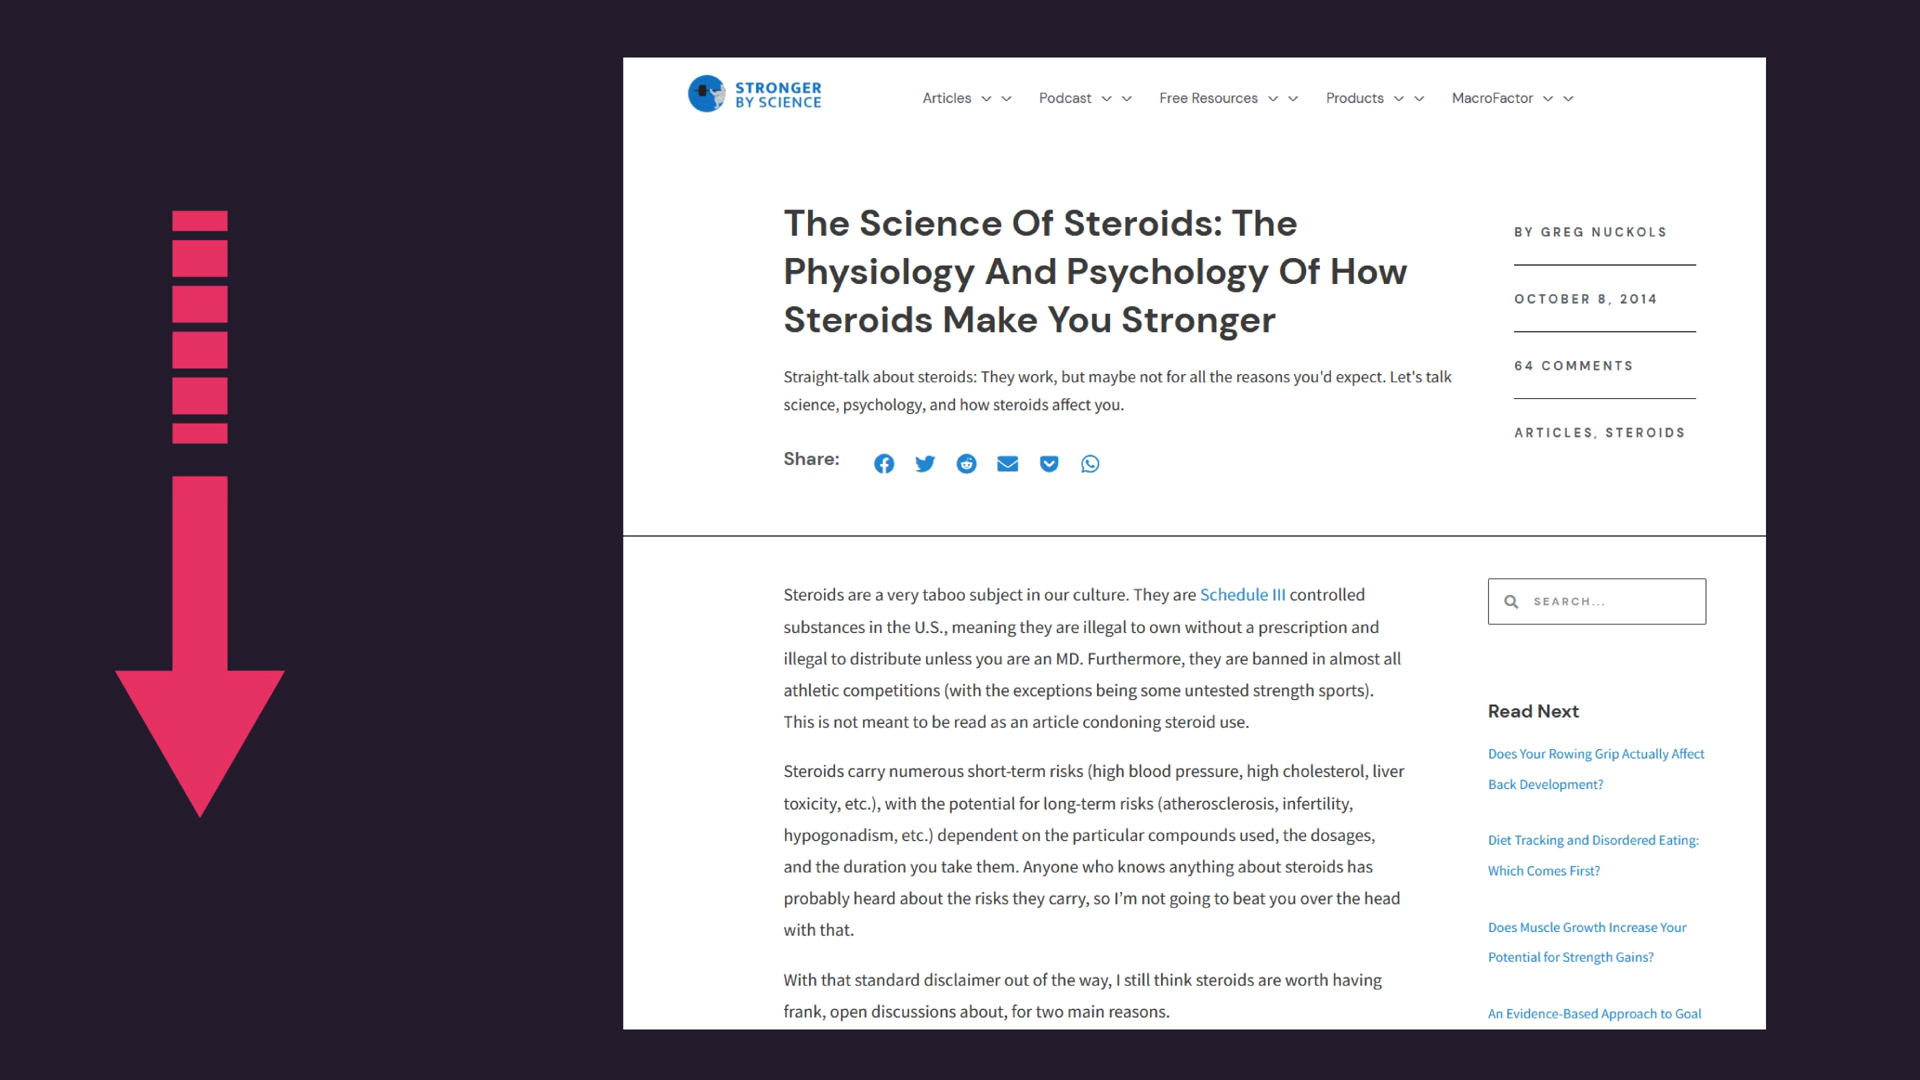 STRONGER
BY SCIENCE
Articles
Podcast
Free Resources
Products
MacroFactor
The Science Of Steroids: The
Physiology And Psychology Of How
Steroids Make You Stronger
Straight-talk about steroids: They work, but maybe not for all the reasons you'd expect. Let's talk
science, psychology, and how steroids affect you.
Share:
BY GREG NUCKOLS
OCTOBER 8, 2014
64 COMMENTS
ARTICLES, STEROIDS
Steroids are a very taboo subject in our culture. They are Schedule III controlled
substances in the U.S., meaning they are illegal to own without a prescription and
illegal to distribute unless you are an MD. Furthermore, they are banned in almost all
athletic competitions (with the exceptions being some untested strength sports).
This is not meant to be read as an article condoning steroid use.
Steroids carry numerous short-term risks (high blood pressure, high cholesterol, liver
toxicity, etc.), with the potential for long-term risks (atherosclerosis, infertility,
hypogonadism, etc.) dependent on the particular compounds used, the dosages,
and the duration you take them. Anyone who knows anything about steroids has
probably heard about the risks they carry, so I'm not going to beat you over the head
with that.
With that standard disclaimer out of the way, I still think steroids are worth having
frank, open discussions about, for two main reasons.
SEARCH...
Read Next
Does Your Rowing Grip Actually Affect
Back Development?
Diet Tracking and Disordered Eating:
Which Comes First?
Does Muscle Growth Increase Your
Potential for Strength Gains?
An Evidence-Based Approach to Goal